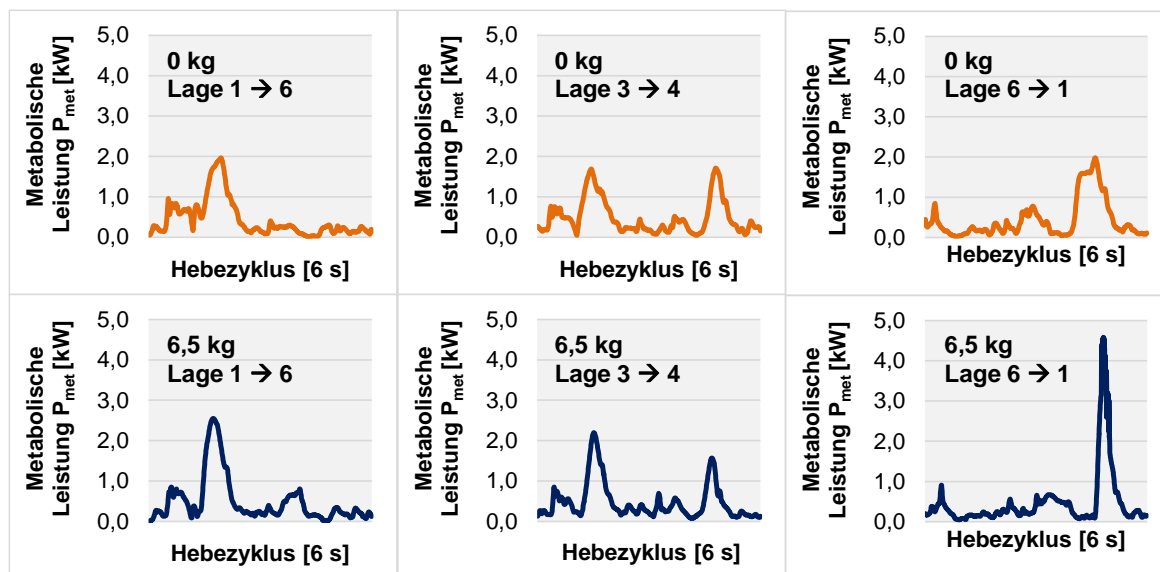 Metabolische
Leistung Pmet [kW]
5,0
4,0
3,0
2,0
1,0
0,0
0 kg
Lage 1 → 6
Hebezyklus [6 s]
Metabolische
Leistung Pmet [kW]
5,0
4,0
3,0
2,0
1,0
0,0
0 kg
Lage 3 → 4
Hebezyklus [6 s]
Metabolische
Leistung Pmet [kW]
5,0
4,0
3,0
2,0
1,0
0,0
0 kg
Lage 6 → 1
Hebezyklus [6 s]
Metabolische
Leistung Pmet [kW]
5,0
4,0
3,0
2,0
1,0
0,0
6,5 kg
Lage 1 → 6
Hebezyklus [6 s]
Metabolische
Leistung Pmet [kW]
5,0
4,0
3,0
2,0
1,0
0,0
6,5 kg
Lage 3 → 4
Hebezyklus [6 s]
Metabolische
Leistung Pmet [kW]
5,0
4,0
3,0
2,0
1,0
0,0
6,5 kg
Lage 6 → 1
Hebezyklus [6 s]